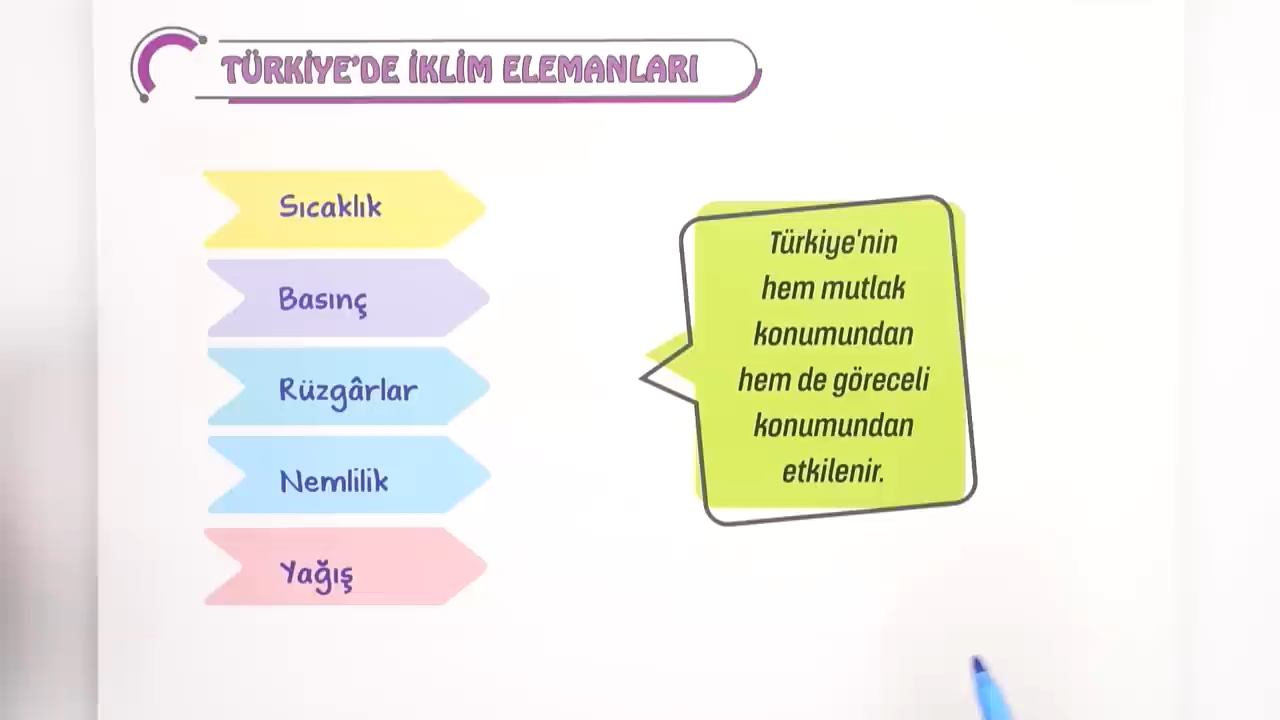 TÜRKİYE'DE İKLİM ELEMANLARI
Sıcaklık
Basınç
Rüzgârlar
Nemlilik
Yağış
Türkiye'nin
hem mutlak
konumundan
hem de göreceli
konumundan
etkilenir.